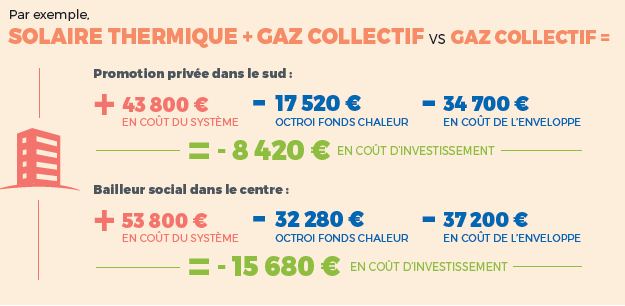 Par exemple,
SOLAIRE THERMIQUE + GAZ COLLECTIF VS GAZ COLLECTIF =
Promotion privée dans le sud :
+ 43 800 € - 17 520 € - 34 700 €
EN COÛT DU SYSTÈME OCTROI FONDS CHALEUR EN COÛT DE L'ENVELOPPE
= - 8 420 € EN COÛT D'INVESTISSEMENT
Bailleur social dans le centre :
+ 53 800 € - 32 280 € - 37 200 €
EN COÛT DU SYSTÈME OCTROI FONDS CHALEUR EN COÛT DE L'ENVELOPPE
= - 15 680 € EN COÛT D'INVESTISSEMENT